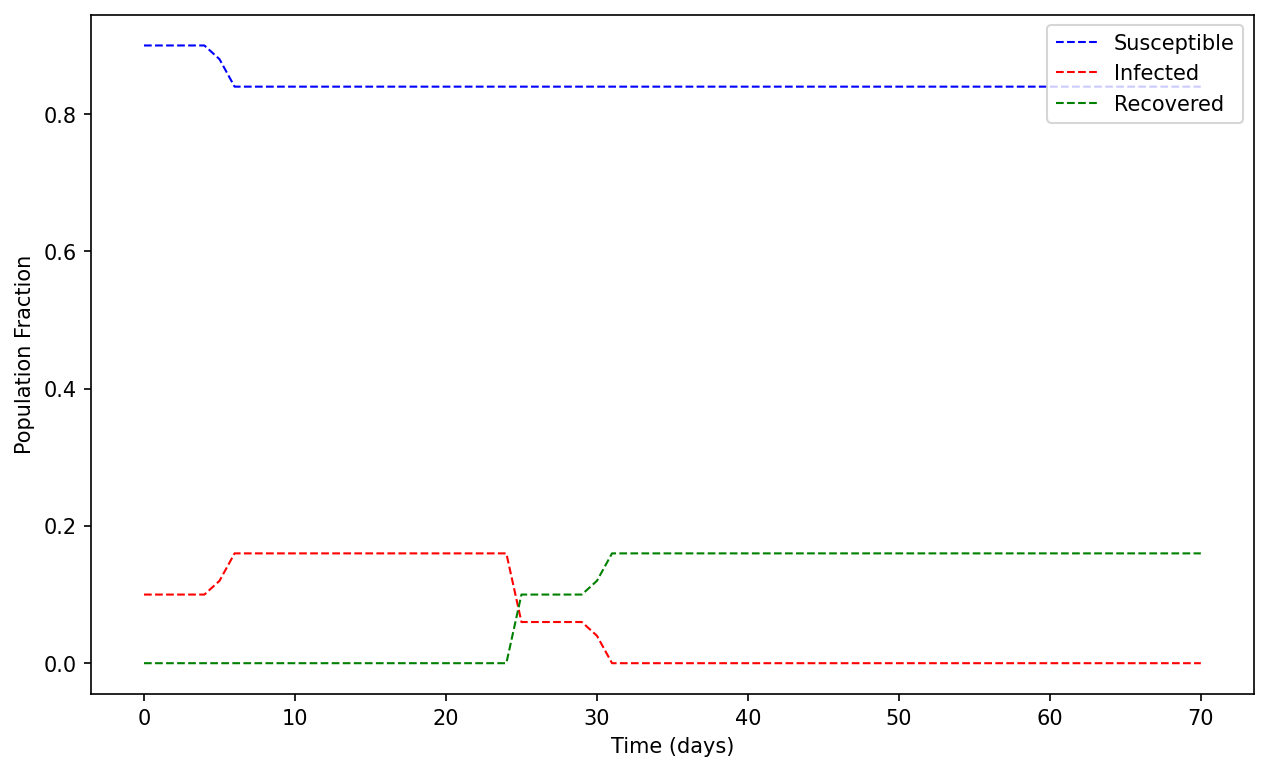 Susceptible
Infected
Recovered
Population Fraction
0.8
0.6
0.4
0.2
0.0
0 10 20 30 40 50 60 70
Time (days)